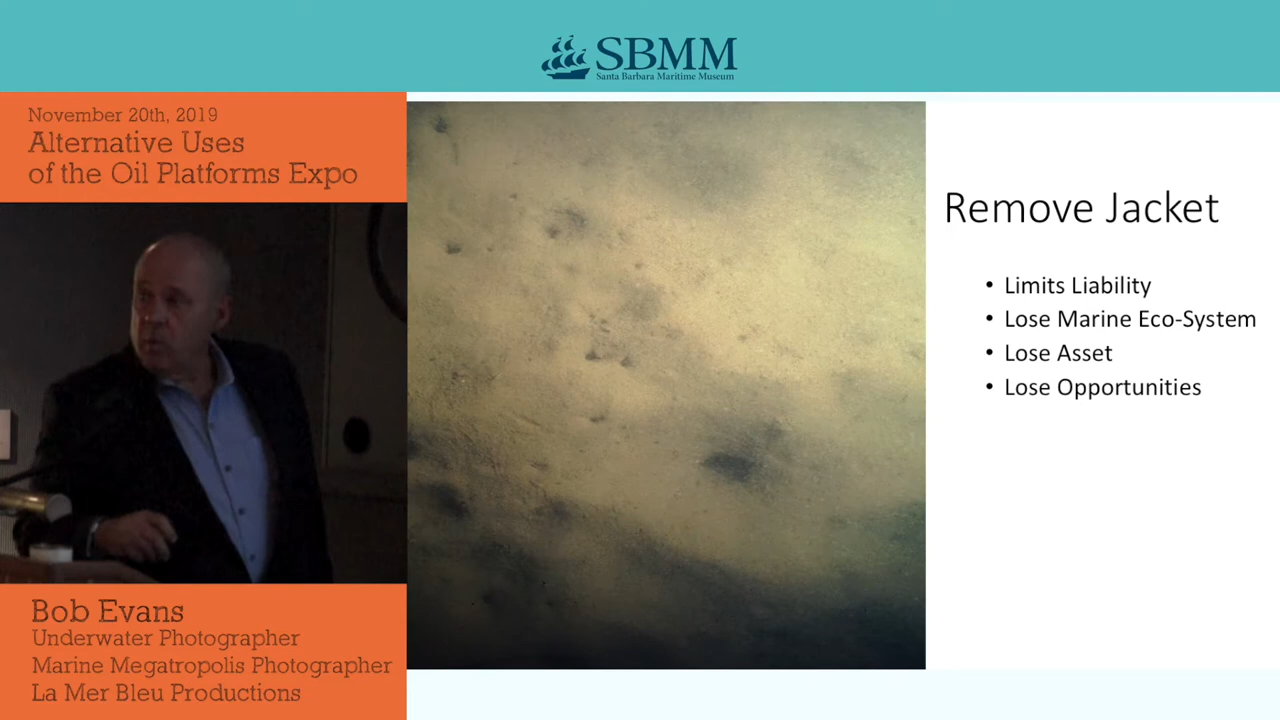 SBMM
Santa Barbara Maritime Museum
November 20th, 2019
Alternative Uses
of the Oil Platforms Expo
Bob Evans
Underwater Photographer
Marine Megatropolis Photographer
La Mer Bleu Productions
Remove Jacket
• Limits Liability
• Lose Marine Eco-System
• Lose Asset
• Lose Opportunities